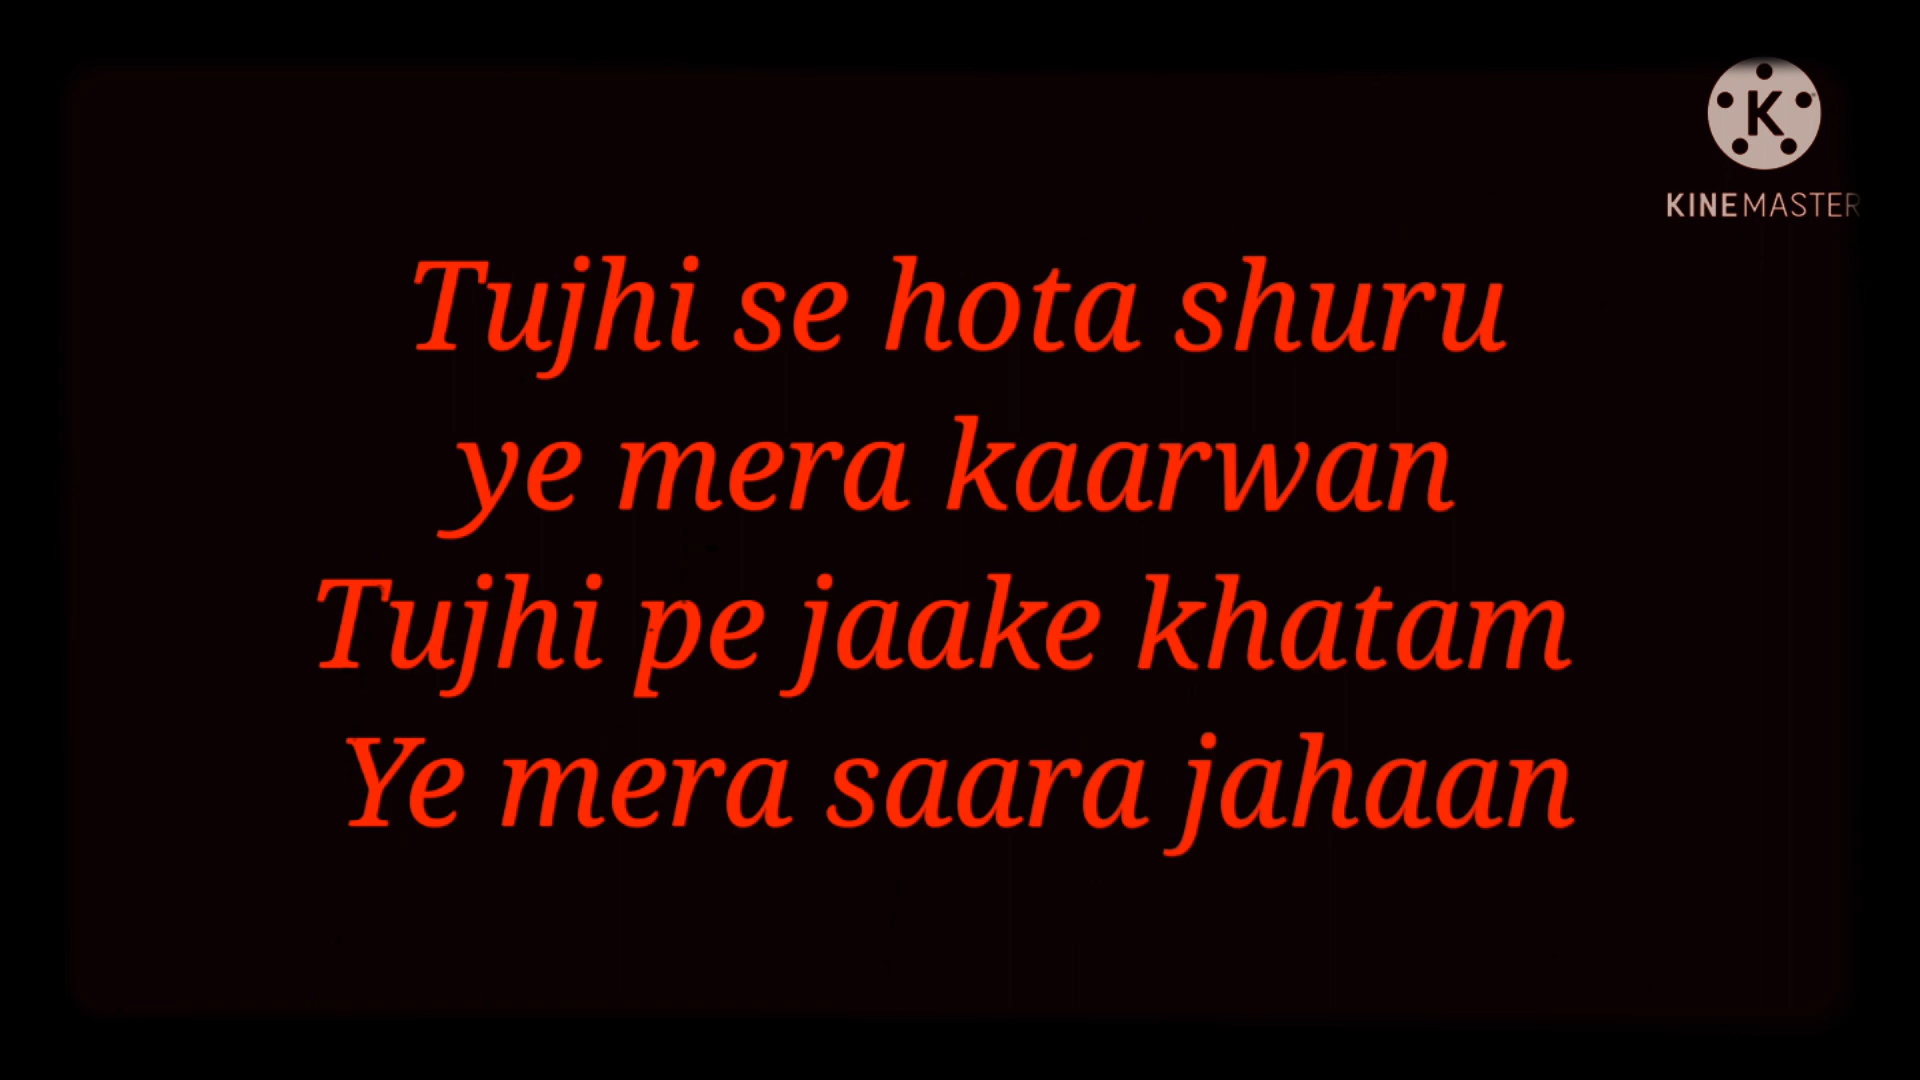 K
KINEMASTER
Tujhi se hota shuru
ye mera kaarwan
Tujhi pe jaake khatam
Ye mera saara jahaan